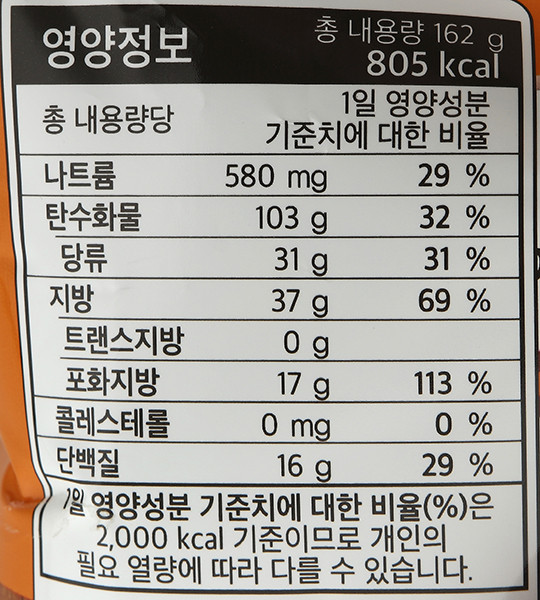 영양정보 총 내용량 162 g
805 kcal
총 내용량당 1일 영양성분
기준치에 대한 비율
나트륨 580 mg 29 %
탄수화물 103 g 32 %
당류 31 g 31 %
지방 37 g 69 %
트랜스지방 0 g
포화지방 17 g 113 %
콜레스테롤 0 mg 0 %
단백질 16 g 29 %
1일 영양성분 기준치에 대한 비율(%)은
2,000 kcal 기준이므로 개인의
필요 열량에 따라 다를 수 있습니다.